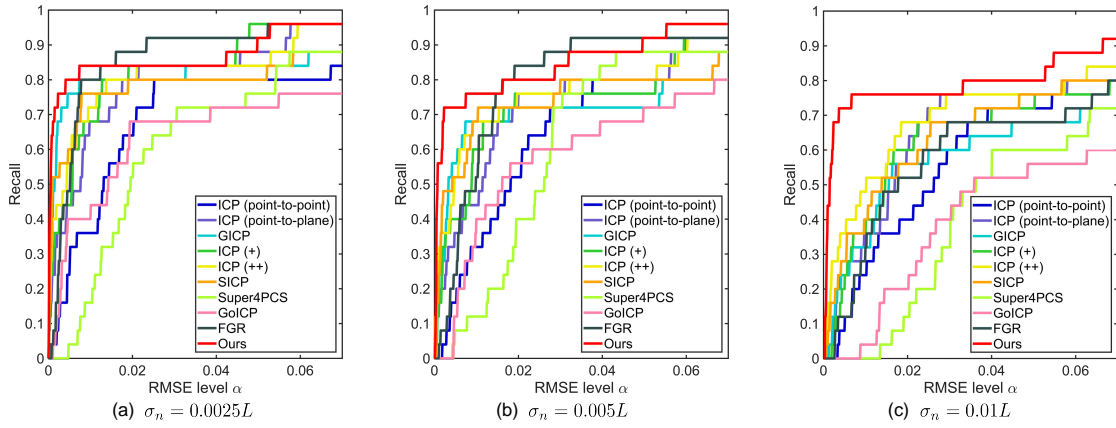 1
0.9
0.8
0.7
0.6
0.5
0.4
0.3
0.2
0.1
0
Recall
0 0.02 0.04 0.06
RMSE level α
ICP (point-to-point)
ICP (point-to-plane)
GICP
ICP (+)
ICP (++)
SICP
Super4PCS
GoICP
FGR
Ours
(a) σₙ = 0.0025L
1
0.9
0.8
0.7
0.6
0.5
0.4
0.3
0.2
0.1
0
Recall
0 0.02 0.04 0.06
RMSE level α
ICP (point-to-point)
ICP (point-to-plane)
GICP
ICP (+)
ICP (++)
SICP
Super4PCS
GoICP
FGR
Ours
(b) σₙ = 0.005L
1
0.9
0.8
0.7
0.6
0.5
0.4
0.3
0.2
0.1
0
Recall
0 0.02 0.04 0.06
RMSE level α
ICP (point-to-point)
ICP (point-to-plane)
GICP
ICP (+)
ICP (++)
SICP
Super4PCS
GoICP
FGR
Ours
(c) σₙ = 0.01L